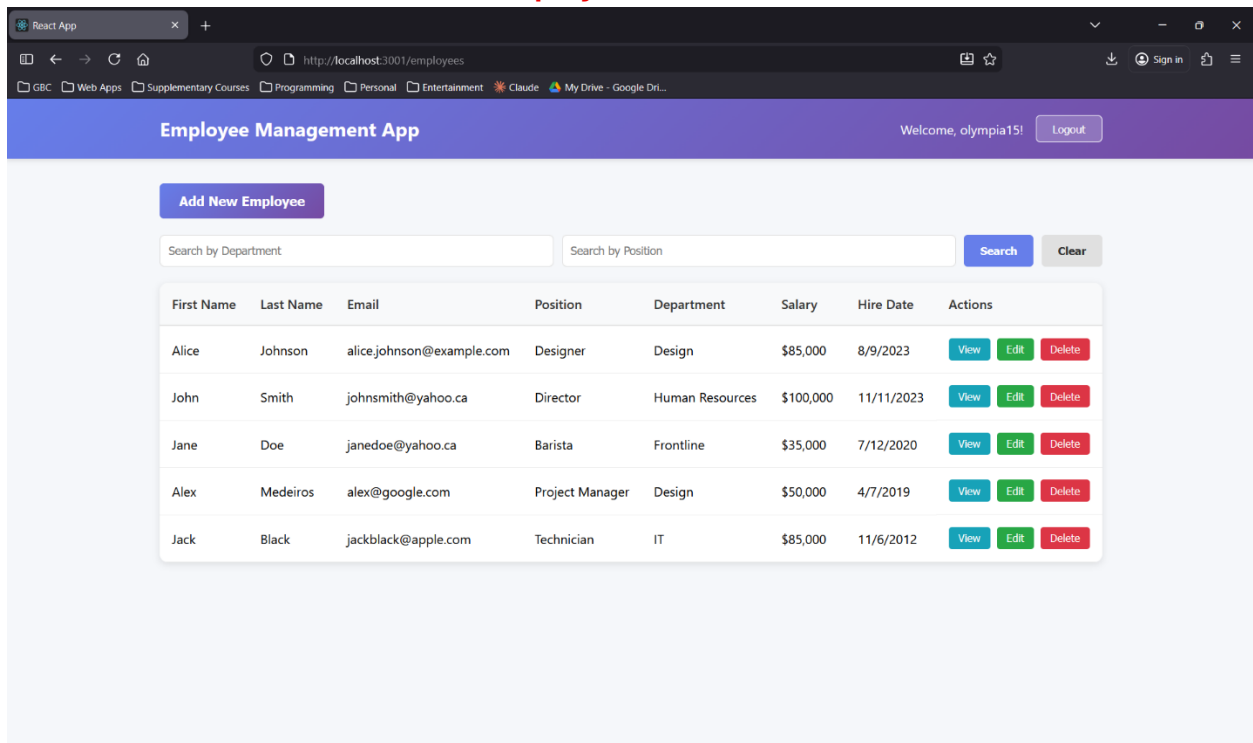 React App
http://localhost:3001/employees
Sign in
GBC Web Apps Supplementary Courses Programming Personal Entertainment Claude My Drive - Google Dri...
Employee Management App Welcome, olympia15! Logout
Add New Employee
Search by Department Search by Position Search Clear
First Name Last Name Email Position Department Salary Hire Date Actions
Alice Johnson alice.johnson@example.com Designer Design $85,000 8/9/2023 View Edit Delete
John Smith johnsmith@yahoo.ca Director Human Resources $100,000 11/11/2023 View Edit Delete
Jane Doe janedoe@yahoo.ca Barista Frontline $35,000 7/12/2020 View Edit Delete
Alex Medeiros alex@google.com Project Manager Design $50,000 4/7/2019 View Edit Delete
Jack Black jackblack@apple.com Technician IT $85,000 11/6/2012 View Edit Delete